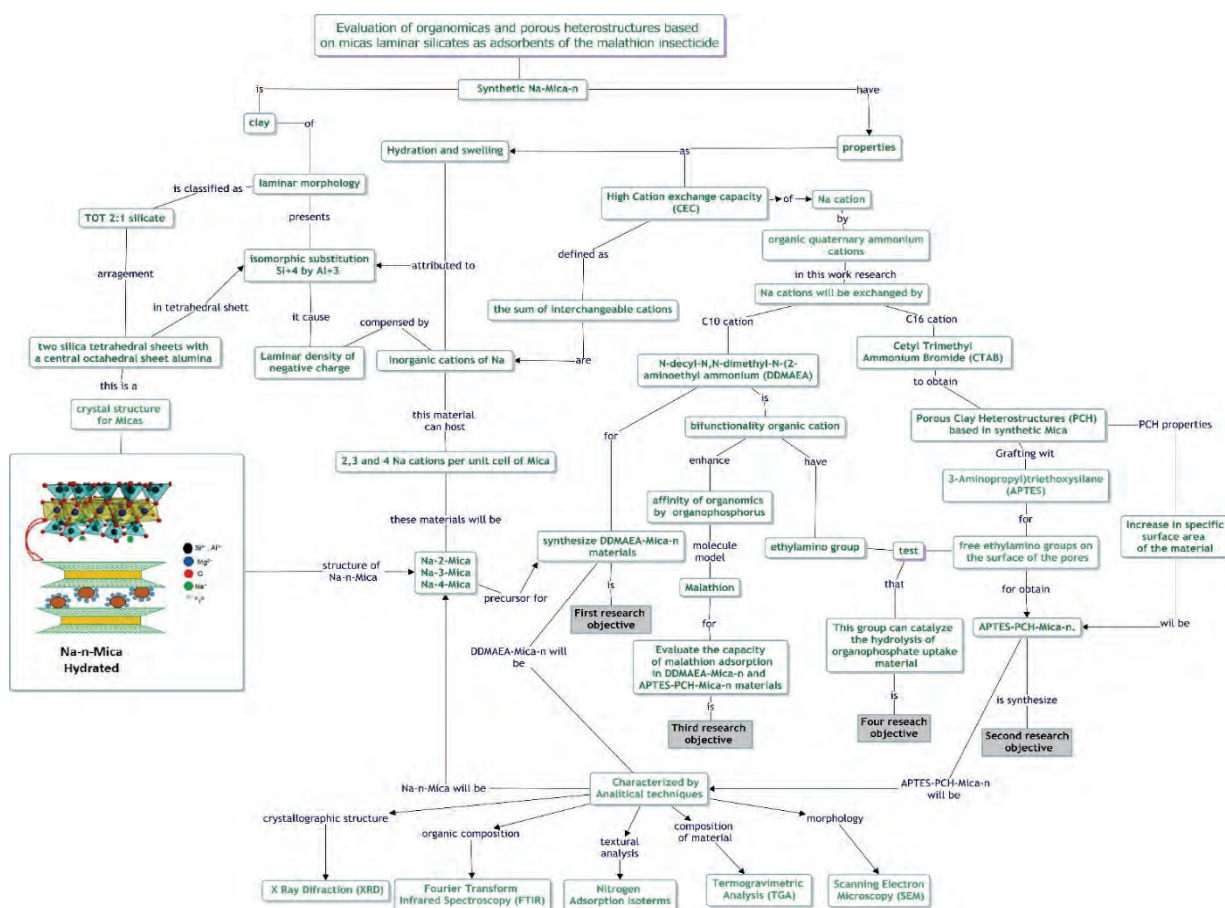 Evaluation of organomicas and porous heterostructures based
on micas laminar silicates as adsorbents of the malathion insecticide
is
Synthetic Na-Mica-n
have
clay
of
Hydration and swelling
as
properties
is classified as
laminar morphology
High Cation exchange capacity
(CEC)
of
Na cation
TOT 2:1 silicate
presents
by
organic quaternary ammonium
cations
arragement
isomorphic substitution
Si+4 by Al+3
attributed to
defined as
in this work research
in tetrahedral shett
Na cations will be exchanged by
it cause
compensed by
the sum of interchangeable cations
C10 cation
C16 cation
two silica tetrahedral sheets with
a central octahedral sheet alumina
Laminar density of
negative charge
inorganic cations of Na
are
N-decyl-N,N-dimethyl-N-(2-
aminoethyl ammonium (DDMAEA)
Cetyl Trimethyl
Ammonium Bromide (CTAB)
this is a
is
to obtain
crystal structure
for Micas
this material
can host
for
bifunctionality organic cation
Porous Clay Heterostructures (PCH)
based in synthetic Mica
PCH properties
enhance
have
Grafting wit
2,3 and 4 Na cations per unit cell of Mica
3-Aminopropyl)triethoxysilane
(APTES)
affinity of organomics
by organophosphorus
these materials will be
for
Increase in specific
surface area
of the material
synthesize DDMAEA-Mica-n
materials
molecule
model
ethylamino group
test
free ethylamino groups on
the surface of the pores
structure of
Na-n-Mica
Na-2-Mica
Na-3-Mica
Na-4-Mica
precursor for
is
Malathion
that
for obtain
First research
objective
for
This group can catalyze
the hydrolysis of
organophosphate uptake
material
APTES-PCH-Mica-n.
wil be
DDMAEA-Mica-n will
be
Evaluate the capacity
of malathion adsorption
in DDMAEA-Mica-n and
APTES-PCH-Mica-n materials
is
is synthesize
is
Third research
objective
Four reseach
objective
Second research
objective
Mg²⁺
O
Na⁺
Na-n-Mica
Hydrated
Na-n-Mica will be
Characterized by
Analitical techniques
APTES-PCH-Mica-n
will be
crystallographic structure
organic composition
textural
analysis
composition
of material
morphology
X Ray Difraction (XRD)
Fourier Transform
Infrared Spectroscopy (FTIR)
Nitrogen
Adsorption isoterms
Termogravimetric
Analysis (TGA)
Scanning Electron
Microscopy (SEM)